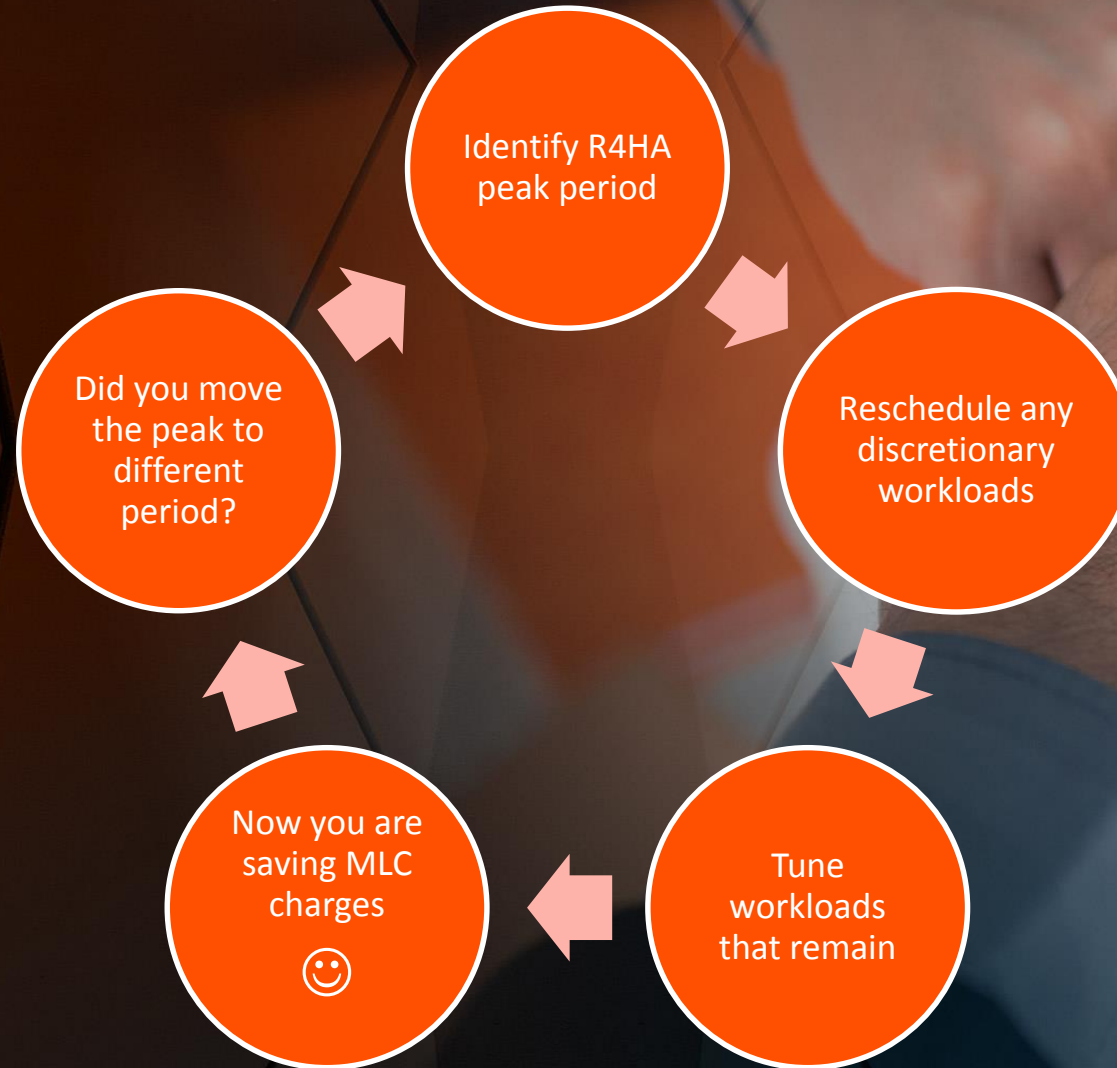 Identify R4HA
peak period
Reschedule any
discretionary
workloads
Tune
workloads
that remain
Now you are
saving MLC
charges
☺
Did you move
the peak to
different
period?